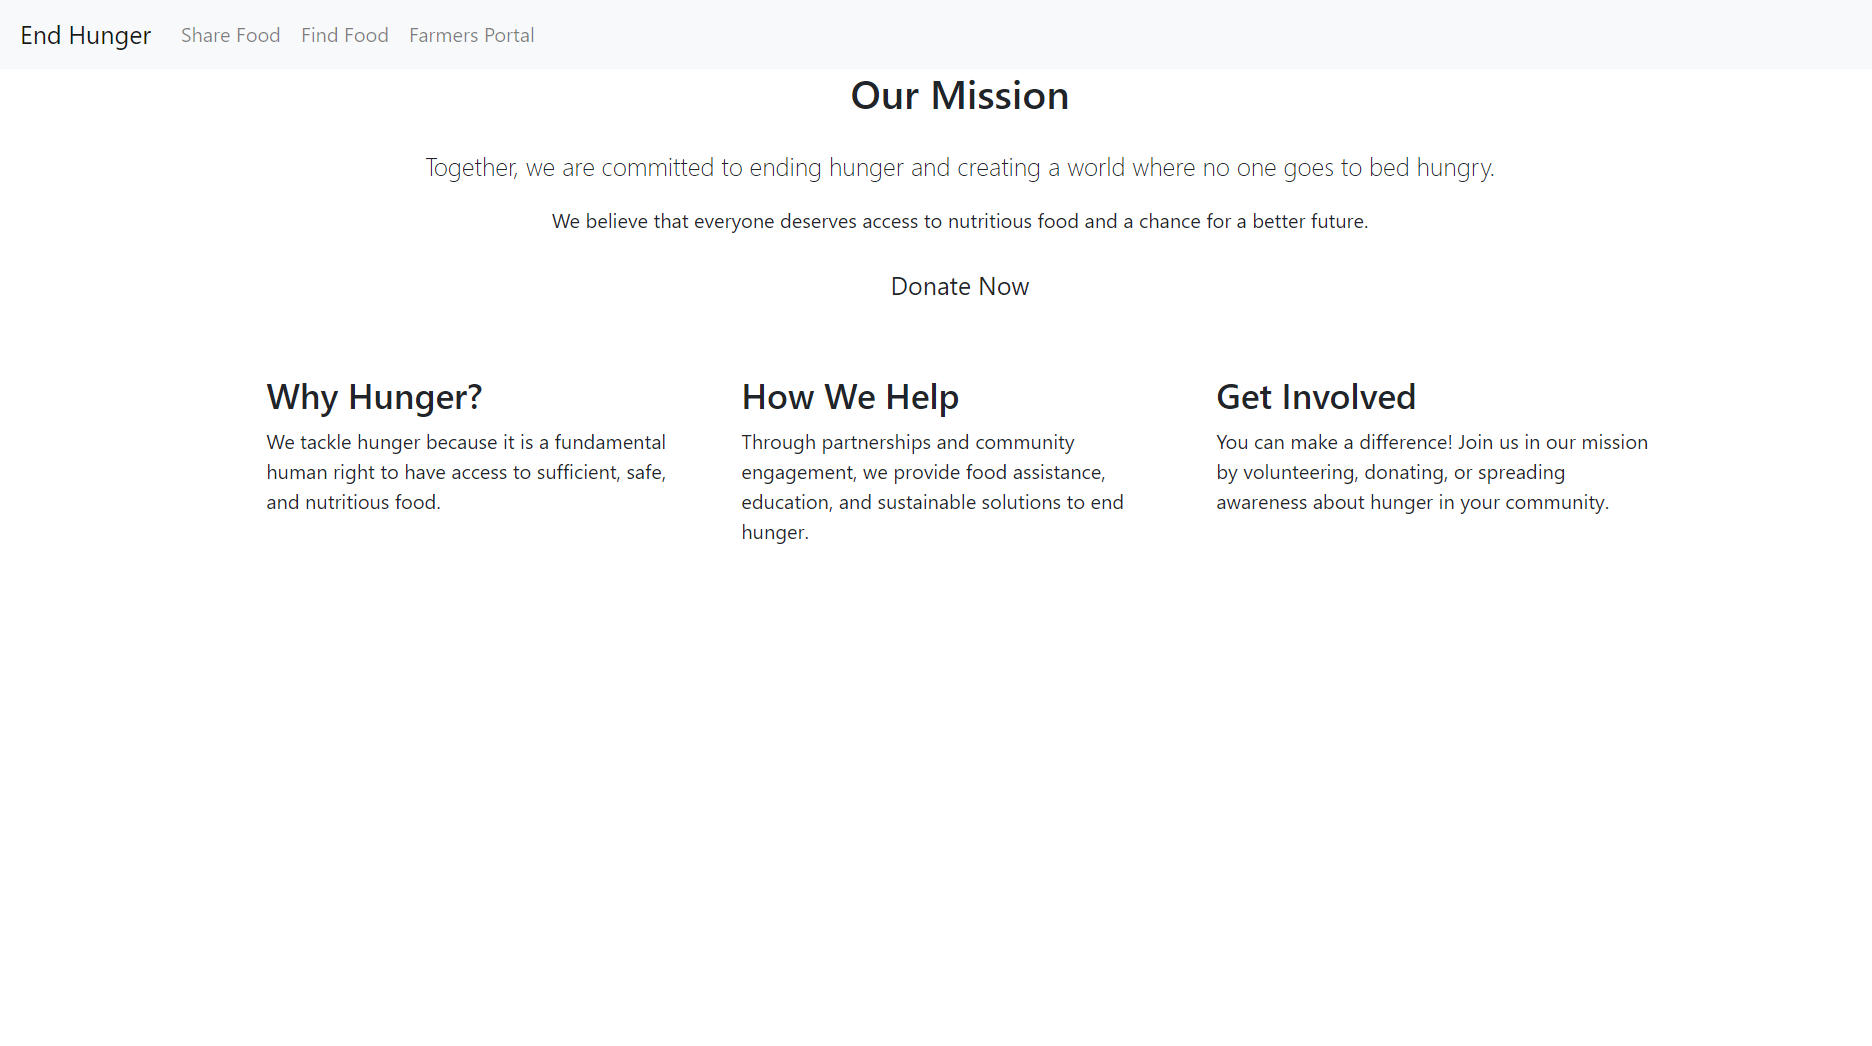 End Hunger Share Food Find Food Farmers Portal
Our Mission
Together, we are committed to ending hunger and creating a world where no one goes to bed hungry.
We believe that everyone deserves access to nutritious food and a chance for a better future.
Donate Now
Why Hunger?
We tackle hunger because it is a fundamental
human right to have access to sufficient, safe,
and nutritious food.
How We Help
Through partnerships and community
engagement, we provide food assistance,
education, and sustainable solutions to end
hunger.
Get Involved
You can make a difference! Join us in our mission
by volunteering, donating, or spreading
awareness about hunger in your community.